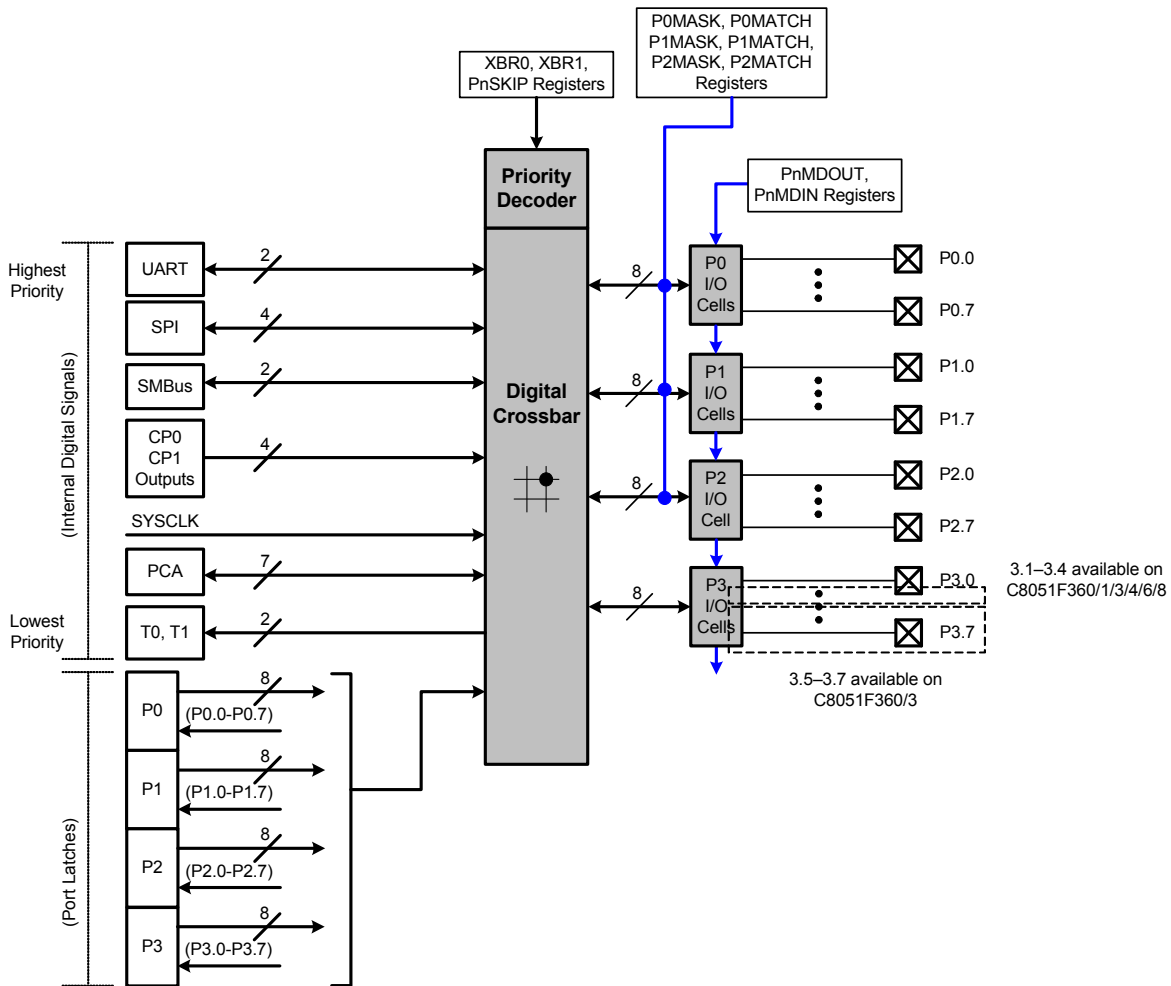 P0MASK, P0MATCH
P1MASK, P1MATCH,
P2MASK, P2MATCH
Registers
XBR0, XBR1,
PnSKIP Registers
PnMDOUT,
PnMDIN Registers
Priority
Decoder
Highest
Priority
(Internal Digital Signals)
UART
2
SPI
4
SMBus
2
CP0
CP1
Outputs
4
SYSCLK
PCA
7
Lowest
Priority
T0, T1
2
Digital
Crossbar
8
P0
I/O
Cells
P0.0
P0.7
8
P1
I/O
Cells
P1.0
P1.7
8
P2
I/O
Cell
P2.0
P2.7
8
P3
I/O
Cells
P3.0
P3.7
3.1–3.4 available on
C8051F360/1/3/4/6/8
3.5–3.7 available on
C8051F360/3
(Port Latches)
P0
8
(P0.0-P0.7)
P1
8
(P1.0-P1.7)
P2
8
(P2.0-P2.7)
P3
8
(P3.0-P3.7)